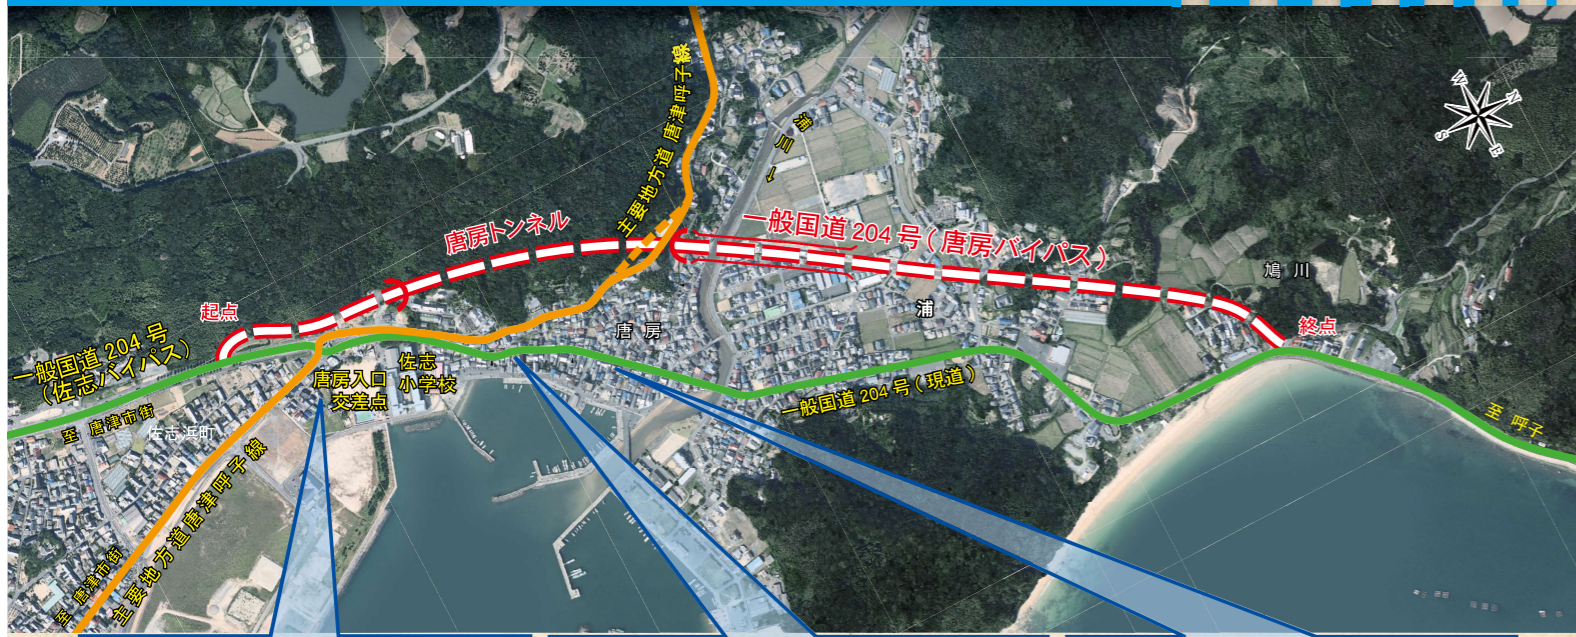 主要地方道 唐津呼子線
浦川→
W
N
S
E
唐房トンネル
一般国道 204 号（唐房バイパス）
起点
鳩 川
終点
一般国道 204 号
（佐志バイパス）
唐 房
浦
唐房入口
交差点
佐志
小学校
一般国道 204 号（現道）
至 唐津市街
佐志浜町
至 呼子
主要地方道唐津呼子線
至 唐津市街